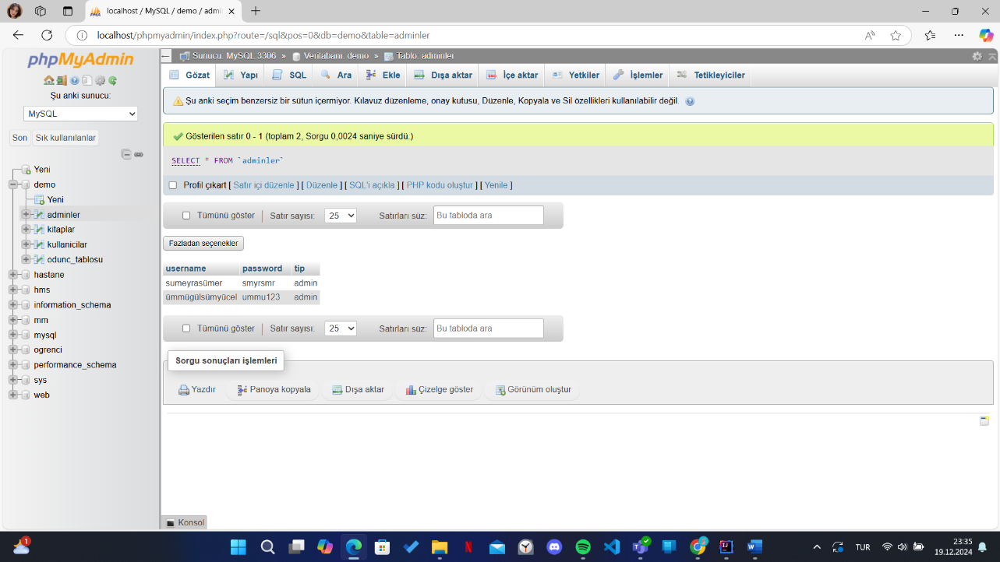 localhost / MySQL / demo / admi
localhost/phpmyadmin/index.php?route=/sql&pos=0&db=demo&table=adminler
phpMyAdmin
Şu anki sunucu:
MySQL
Son Sık kullanılanlar
Yeni
demo
Yeni
adminler
kitaplar
kullanicilar
odunc_tablosu
hastane
hms
information_schema
mm
mysql
ogrenci
performance_schema
sys
web
Sunucu: MySQL:3306 » Veritabanı: demo » Tablo: adminler
Gözat Yapı SQL Ara Ekle Dışa aktar İçe aktar Yetkiler İşlemler Tetikleyiciler
Şu anki seçim benzersiz bir sütun içermiyor. Kılavuz düzenleme, onay kutusu, Düzenle, Kopyala ve Sil özellikleri kullanılabilir değil.
Gösterilen satır 0 - 1 (toplam 2, Sorgu 0,0024 saniye sürdü.)
SELECT * FROM `adminler`
Profil çıkart [ Satır içi düzenle ] [ Düzenle ] [ SQL'i açıkla ] [ PHP kodu oluştur ] [ Yenile ]
Tümünü göster Satır sayısı: 25 Satırları süz: Bu tabloda ara
Fazladan seçenekler
username password tip
sumeyrasümer smyrsmr admin
ümmügülsümyücel ummu123 admin
Tümünü göster Satır sayısı: 25 Satırları süz: Bu tabloda ara
Sorgu sonuçları işlemleri
Yazdır Panoya kopyala Dışa aktar Çizelge göster Görünüm oluştur
Konsol
1
TUR
23:35
19.12.2024